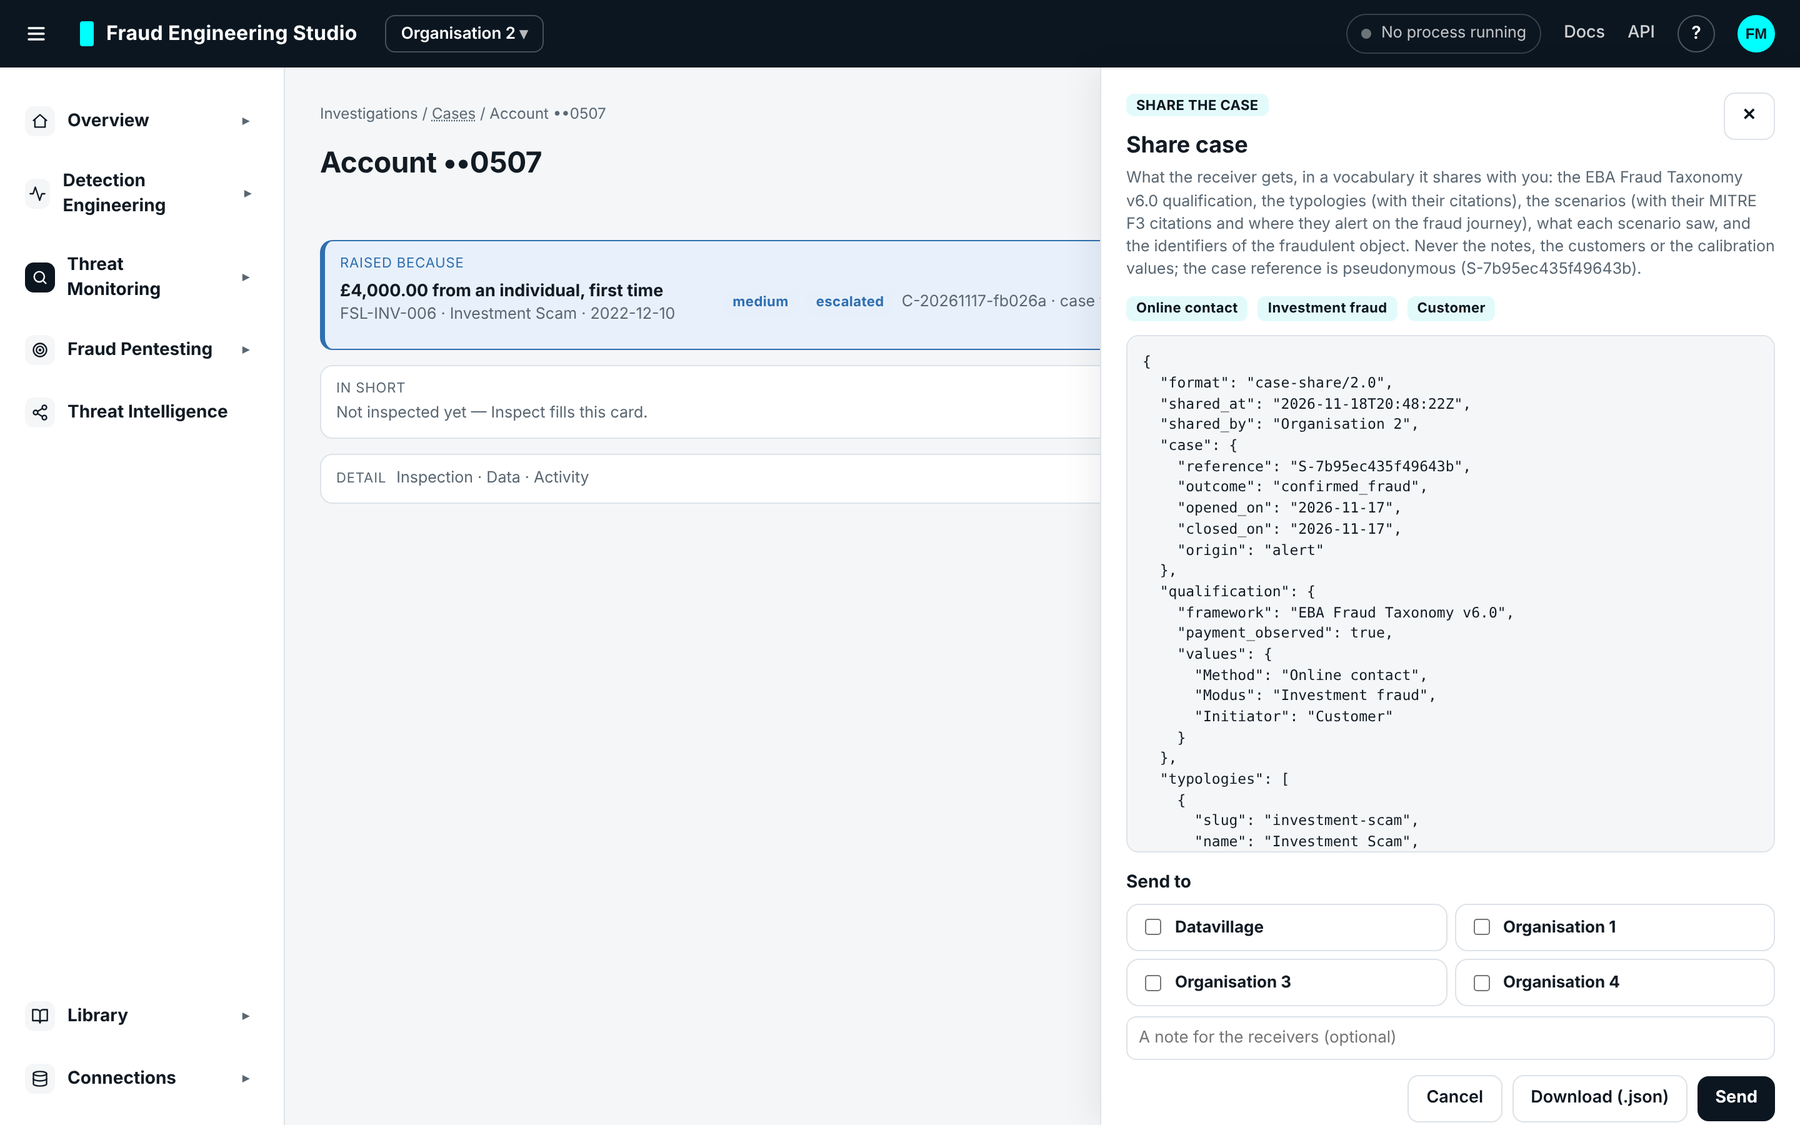 Fraud Engineering Studio
Organisation 2 ▾
No process running
Docs
API
?
FM
Overview
Detection
Engineering
Threat
Monitoring
Fraud Pentesting
Threat Intelligence
Library
Connections
Investigations / Cases / Account ••0507
Account ••0507
RAISED BECAUSE
£4,000.00 from an individual, first time
FSL-INV-006 · Investment Scam · 2022-12-10
medium
escalated
C-20261117-fb026a · case
IN SHORT
Not inspected yet — Inspect fills this card.
DETAIL Inspection · Data · Activity
SHARE THE CASE
×
Share case
What the receiver gets, in a vocabulary it shares with you: the EBA Fraud Taxonomy
v6.0 qualification, the typologies (with their citations), the scenarios (with their MITRE
F3 citations and where they alert on the fraud journey), what each scenario saw, and
the identifiers of the fraudulent object. Never the notes, the customers or the calibration
values; the case reference is pseudonymous (S-7b95ec435f49643b).
Online contact
Investment fraud
Customer
{
"format": "case-share/2.0",
"shared_at": "2026-11-18T20:48:22Z",
"shared_by": "Organisation 2",
"case": {
"reference": "S-7b95ec435f49643b",
"outcome": "confirmed_fraud",
"opened_on": "2026-11-17",
"closed_on": "2026-11-17",
"origin": "alert"
},
"qualification": {
"framework": "EBA Fraud Taxonomy v6.0",
"payment_observed": true,
"values": {
"Method": "Online contact",
"Modus": "Investment fraud",
"Initiator": "Customer"
}
},
"typologies": [
{
"slug": "investment-scam",
"name": "Investment Scam",
Send to
Datavillage
Organisation 1
Organisation 3
Organisation 4
A note for the receivers (optional)
Cancel
Download (.json)
Send